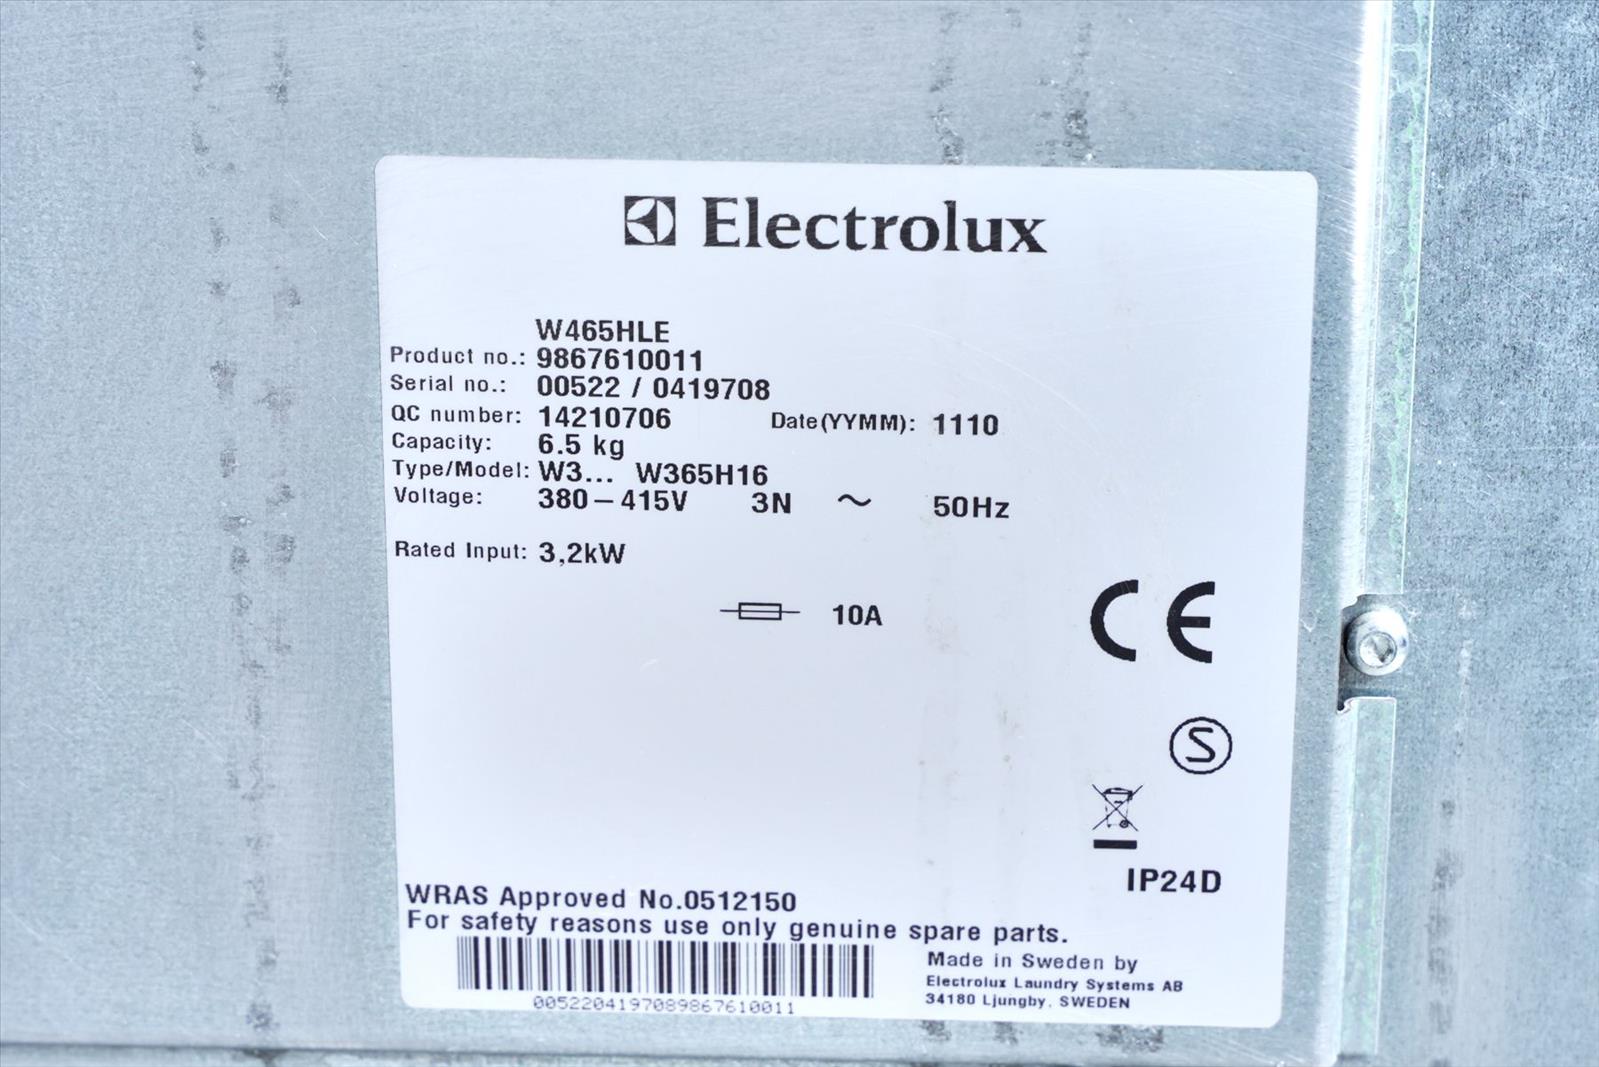 Electrolux
W465HLE
Product no.: 9867610011
Serial no.: 00522 / 0419708
QC number: 14210706 Date(YYMM): 1110
Capacity: 6.5 kg
Type/Model: W3... W365H16
Voltage: 380–415V 3N ~ 50Hz
Rated Input: 3,2kW
10A
CE
S
IP24D
WRAS Approved No.0512150
For safety reasons use only genuine spare parts.
0052204197089867610011
Made in Sweden by
Electrolux Laundry Systems AB
34180 Ljungby, SWEDEN